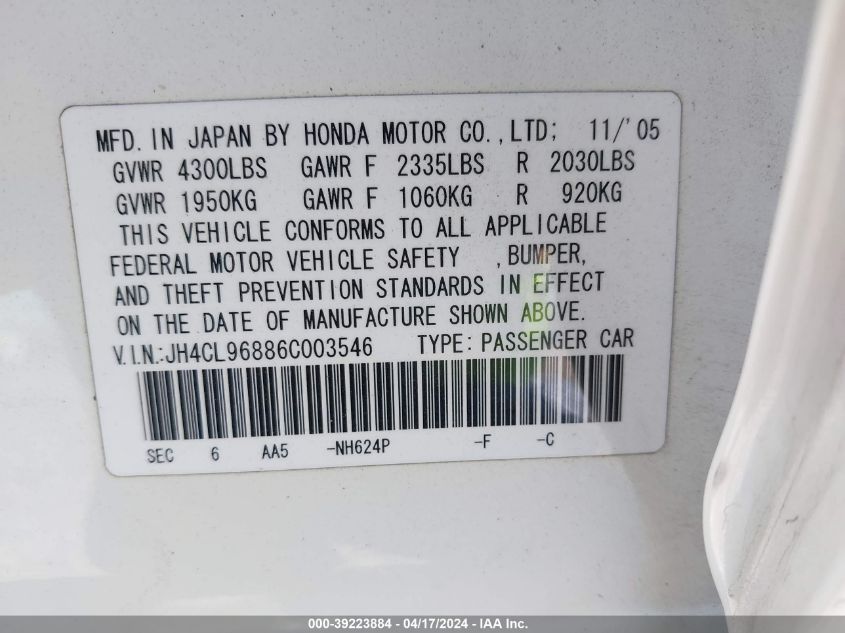 MFD. IN JAPAN BY HONDA MOTOR CO., LTD; 11/'05
GVWR 4300LBS GAWR F 2335LBS R 2030LBS
GVWR 1950KG GAWR F 1060KG R 920KG
THIS VEHICLE CONFORMS TO ALL APPLICABLE
FEDERAL MOTOR VEHICLE SAFETY , BUMPER,
AND THEFT PREVENTION STANDARDS IN EFFECT
ON THE DATE OF MANUFACTURE SHOWN ABOVE.
V.I.N.:JH4CL96886C003546 TYPE: PASSENGER CAR
SEC 6 AA5 -NH624P -F -C
000-39223884 - 04/17/2024 - IAA Inc.